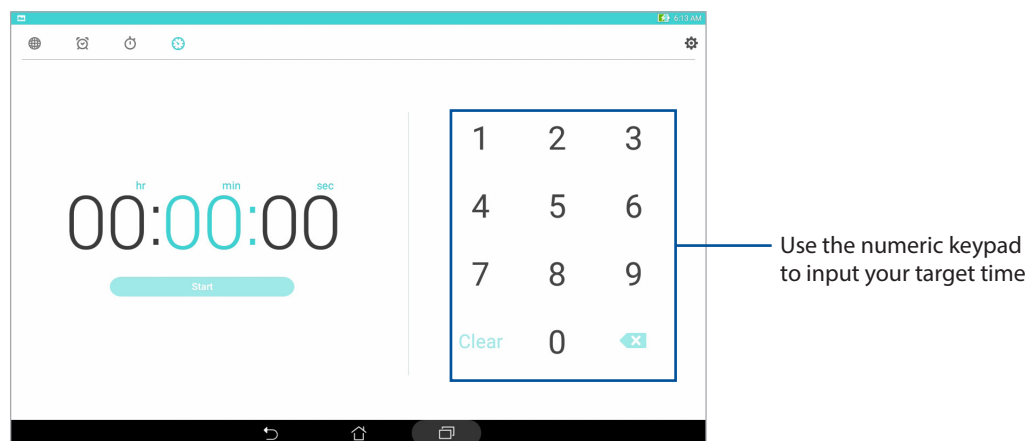 6:13 AM
hr min sec
00:00:00
Start
1 2 3
4 5 6
7 8 9
Clear 0
Use the numeric keypad
to input your target time